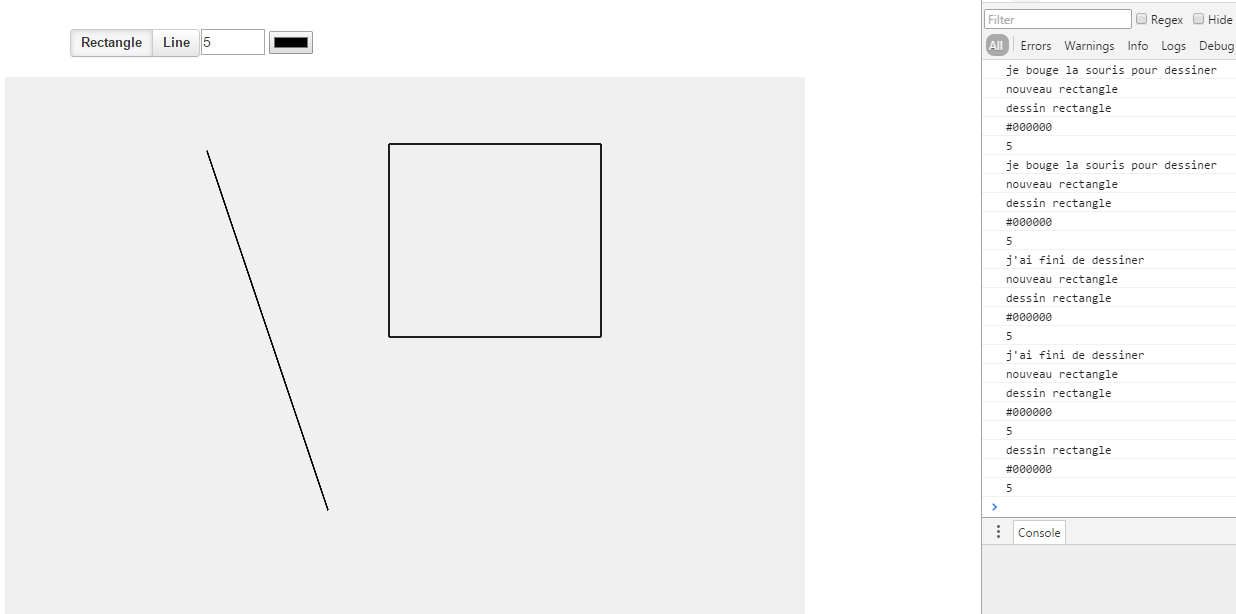 Rectangle Line 5
Filter Regex Hide
All Errors Warnings Info Logs Debug
je bouge la souris pour dessiner
nouveau rectangle
dessin rectangle
#000000
5
je bouge la souris pour dessiner
nouveau rectangle
dessin rectangle
#000000
5
j'ai fini de dessiner
nouveau rectangle
dessin rectangle
#000000
5
j'ai fini de dessiner
nouveau rectangle
dessin rectangle
#000000
5
dessin rectangle
#000000
5
Console